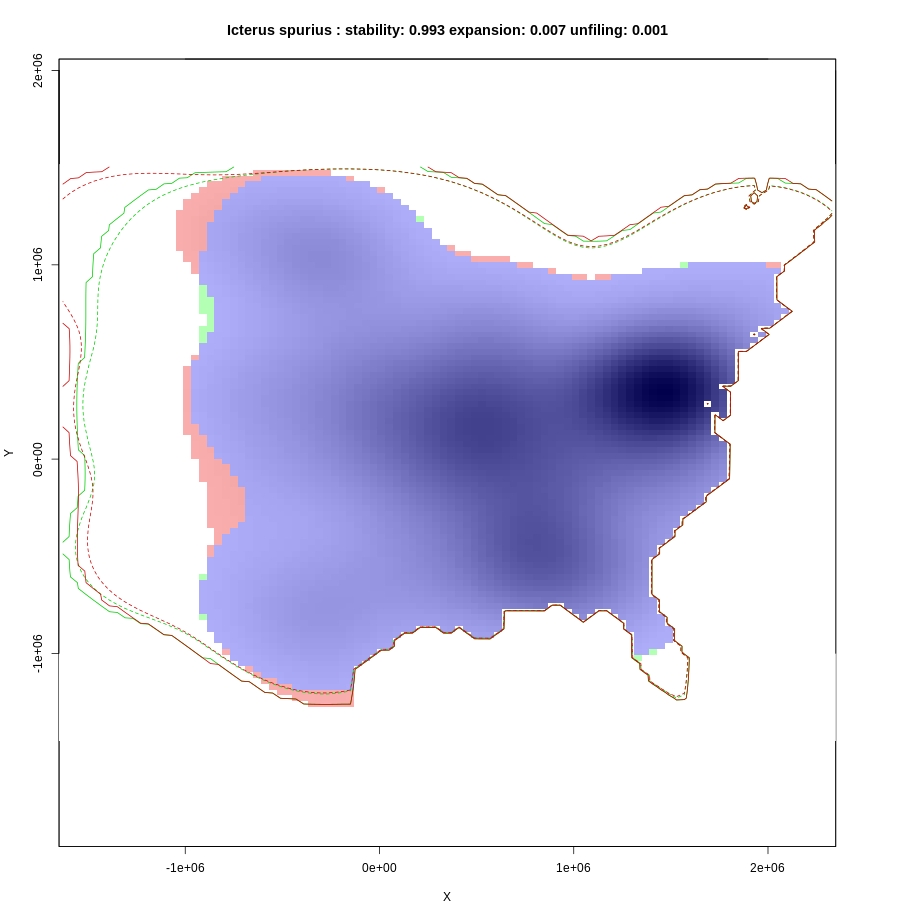 Icterus spurius : stability: 0.993 expansion: 0.007 unfiling: 0.001
2e+06
1e+06
0e+00
-1e+06
Y
-1e+06 0e+00 1e+06 2e+06
X